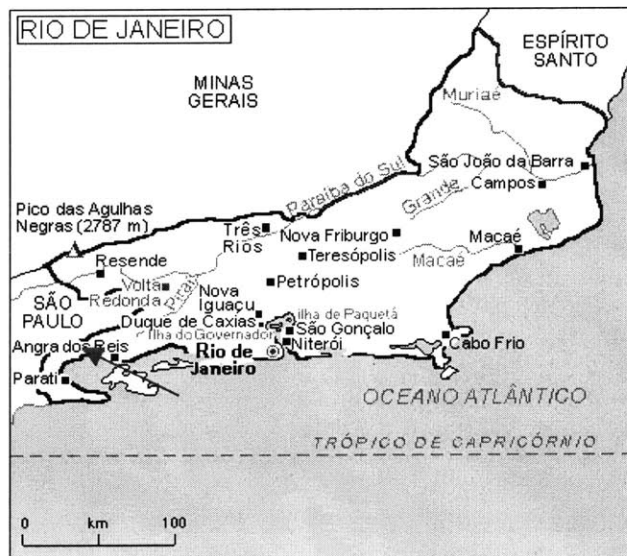 RIO DE JANEIRO
ESPÍRITO
SANTO
MINAS
GERAIS
Muriaé
São João da Barra
Paraíba do Sul
Grande
Campos
Pico das Agulhas
Negras (2787 m)
Três
Rios
Nova Friburgo
Macaé
Resende
Teresópolis
Macaé
Volta
Redonda
Piraí
Petrópolis
SÃO
PAULO
Nova
Iguaçu
ilha de Paquetá
Duque de Caxias
São Gonçalo
Ilha do Governador
Niterói
Cabo Frio
Angra dos Reis
Rio de
Janeiro
Parati
OCEANO ATLÂNTICO
TRÓPICO DE CAPRICÓRNIO
0 km 100